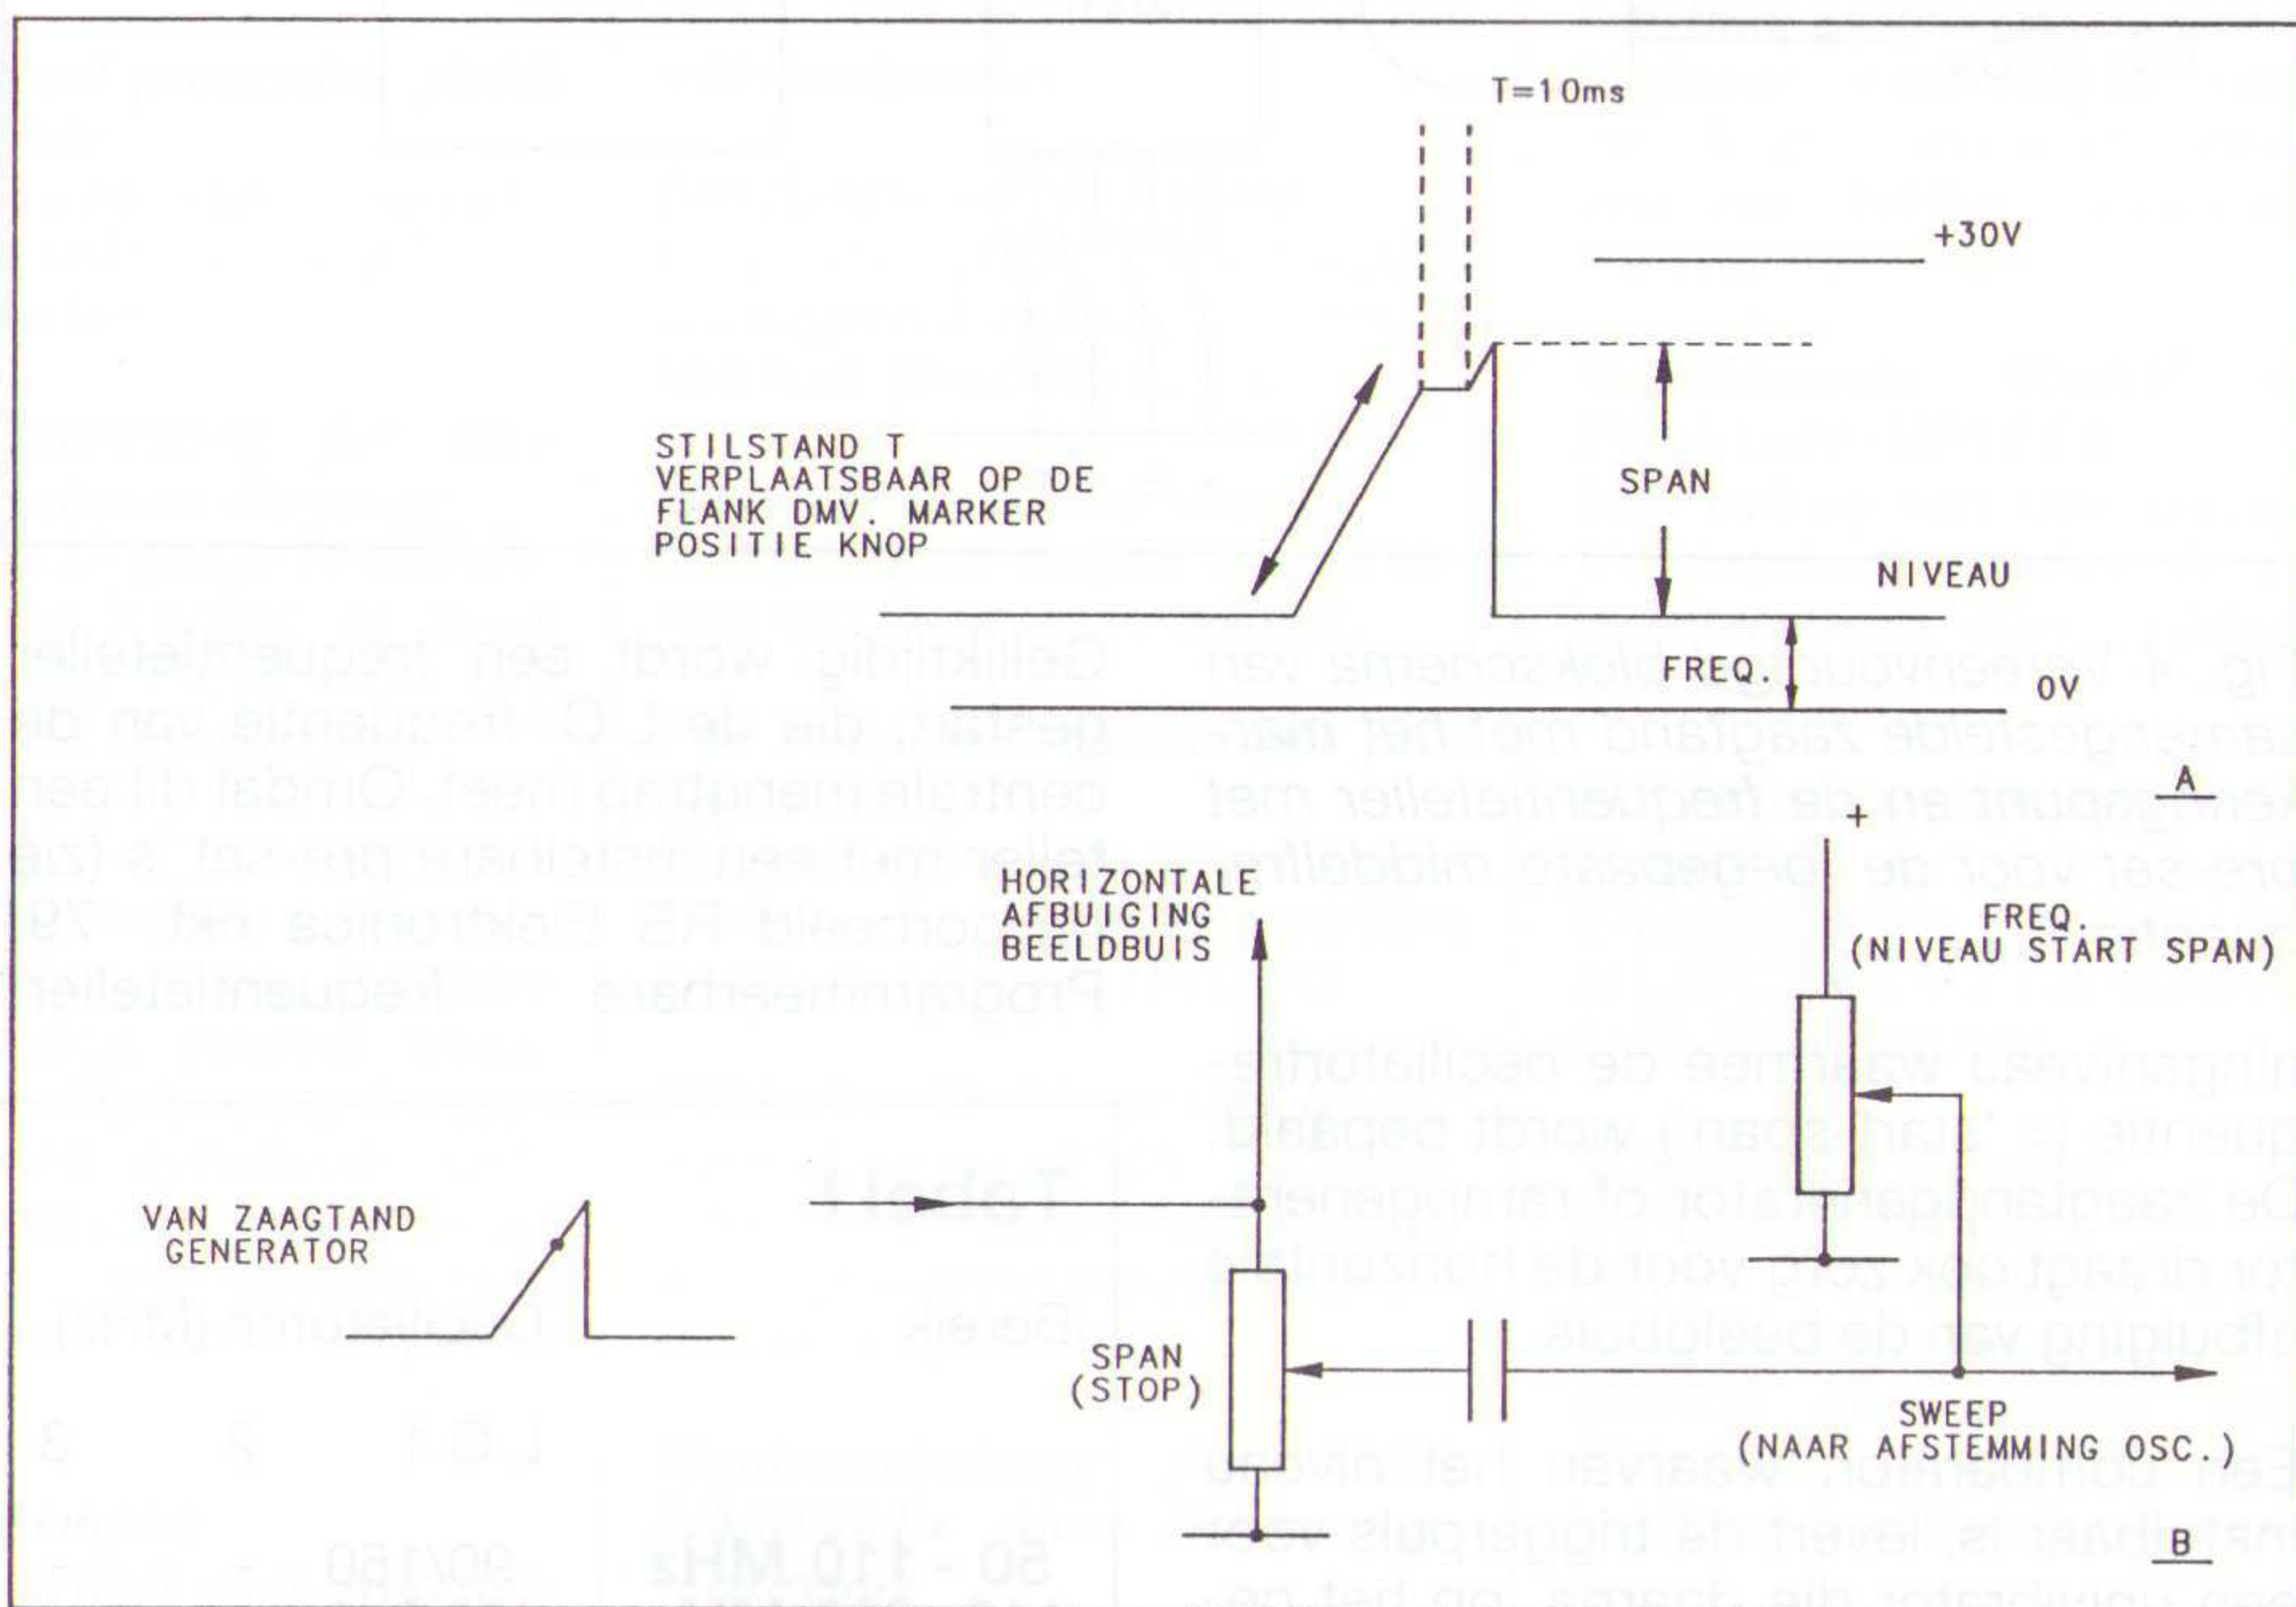 T=10ms
+30V
STILSTAND T
VERPLAATSBAAR OP DE
FLANK DMV. MARKER
POSITIE KNOP
SPAN
NIVEAU
FREQ.
0V
A
+
HORIZONTALE
AFBUIGING
BEELDBUIS
FREQ.
(NIVEAU START SPAN)
VAN ZAAGTAND
GENERATOR
SPAN
(STOP)
SWEEP
(NAAR AFSTEMMING OSC.)
B